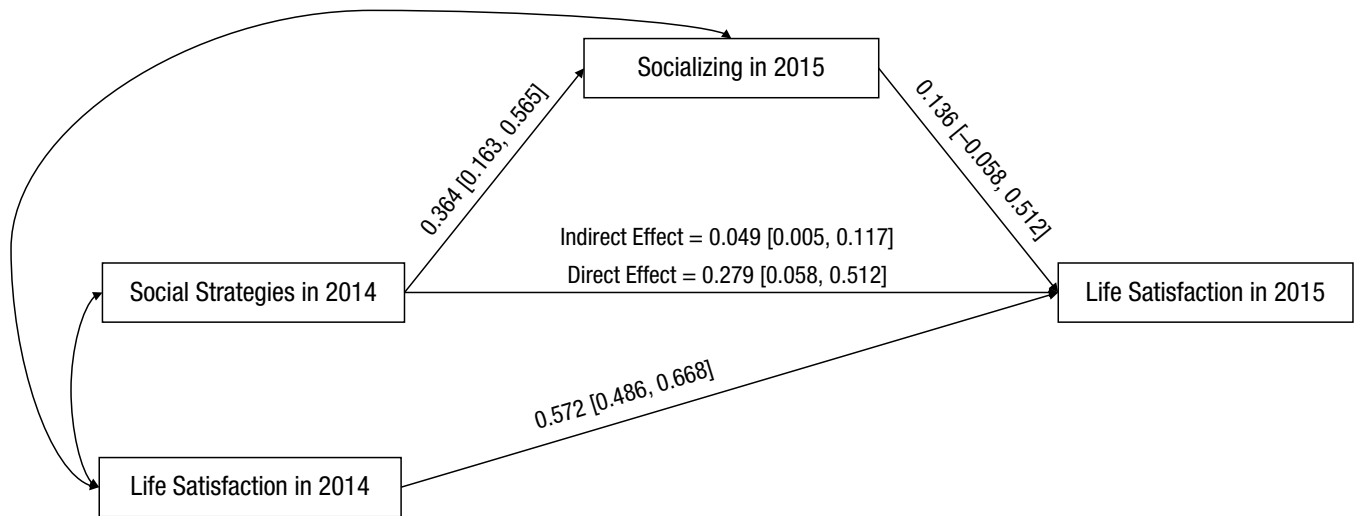 Socializing in 2015
0.364 [0.163, 0.565]
0.136 [–0.058, 0.512]
Indirect Effect = 0.049 [0.005, 0.117]
Direct Effect = 0.279 [0.058, 0.512]
Social Strategies in 2014
Life Satisfaction in 2015
0.572 [0.486, 0.668]
Life Satisfaction in 2014